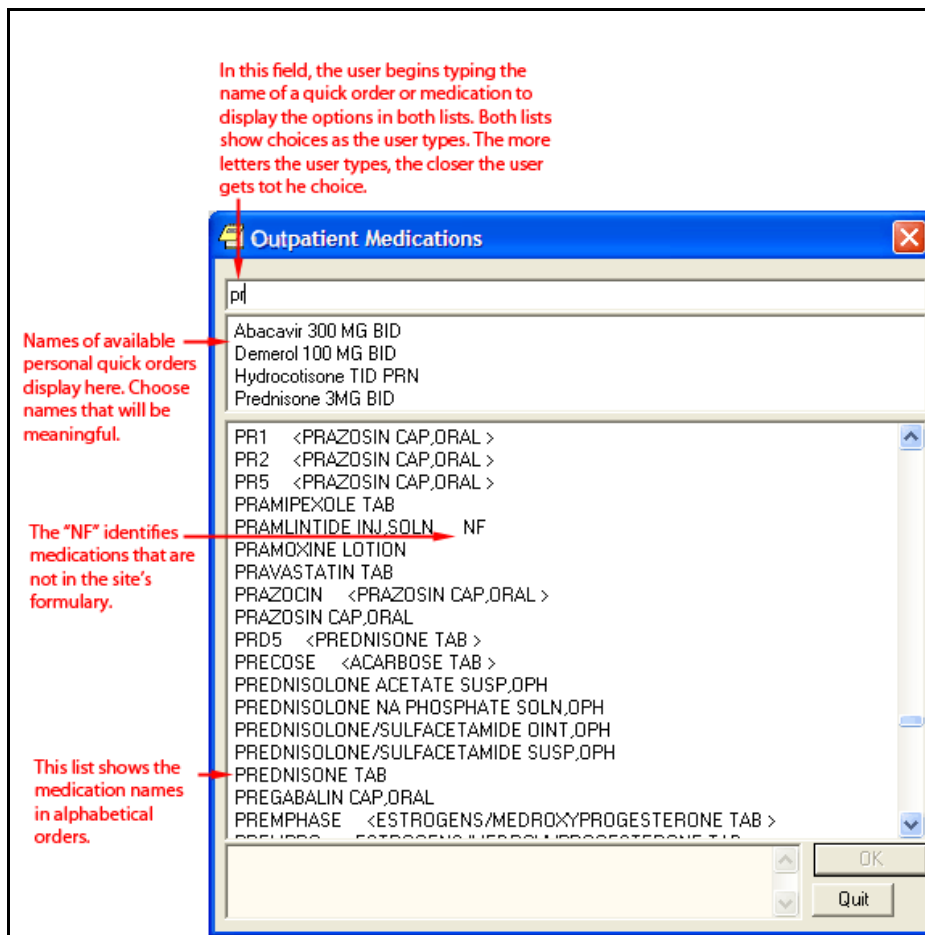 In this field, the user begins typing the
name of a quick order or medication to
display the options in both lists. Both lists
show choices as the user types. The more
letters the user types, the closer the user
gets tot he choice.
Outpatient Medications
pr
Names of available
personal quick orders
display here. Choose
names that will be
meaningful.
Abacavir 300 MG BID
Demerol 100 MG BID
Hydrocotisone TID PRN
Prednisone 3MG BID
PR1 <PRAZOSIN CAP,ORAL >
PR2 <PRAZOSIN CAP,ORAL >
PR5 <PRAZOSIN CAP,ORAL >
PRAMIPEXOLE TAB
PRAMLINTIDE INJ,SOLN NF
PRAMOXINE LOTION
PRAVASTATIN TAB
PRAZOCIN <PRAZOSIN CAP,ORAL >
PRAZOSIN CAP,ORAL
PRD5 <PREDNISONE TAB >
PRECOSE <ACARBOSE TAB >
PREDNISOLONE ACETATE SUSP,OPH
PREDNISOLONE NA PHOSPHATE SOLN,OPH
PREDNISOLONE/SULFACETAMIDE OINT,OPH
PREDNISOLONE/SULFACETAMIDE SUSP,OPH
PREDNISONE TAB
PREGABALIN CAP,ORAL
PREMPHASE <ESTROGENS/MEDROXYPROGESTERONE TAB >
The "NF" identifies
medications that are
not in the site's
formulary.
This list shows the
medication names
in alphabetical
orders.
OK
Quit